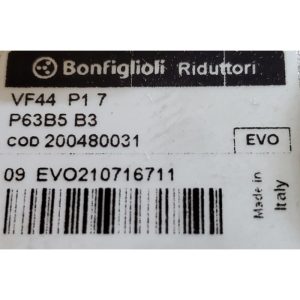 Bonfiglioli Riduttori
VF44 P1 7
P63B5 B3
COD 200480031
EVO
09 EVO210716711
Made in
Italy